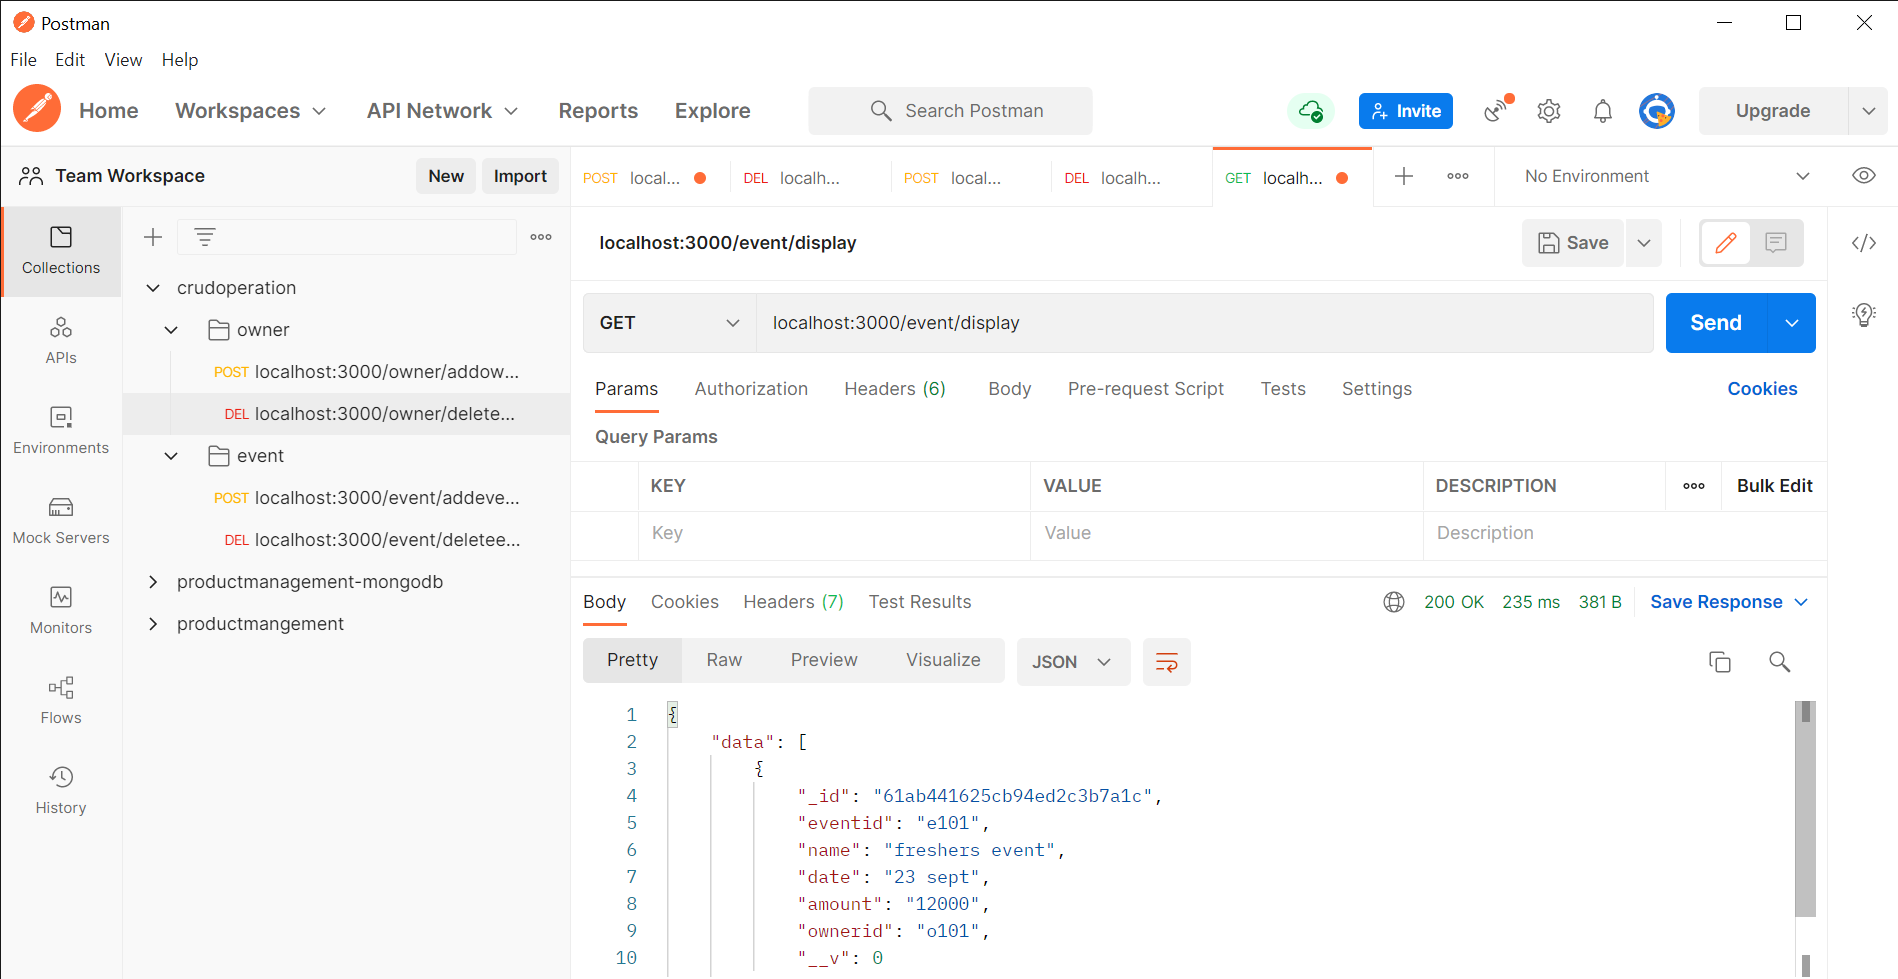 Postman
File Edit View Help
Home Workspaces API Network Reports Explore Search Postman Invite Upgrade
Team Workspace New Import
POST local... DEL localh... POST local... DEL localh... GET localh... No Environment
Collections
APIs
Environments
Mock Servers
Monitors
Flows
History
crudoperation
owner
POST localhost:3000/owner/addow...
DEL localhost:3000/owner/delete...
event
POST localhost:3000/event/addeve...
DEL localhost:3000/event/deletee...
productmanagement-mongodb
productmangement
localhost:3000/event/display Save
GET localhost:3000/event/display Send
Params Authorization Headers (6) Body Pre-request Script Tests Settings Cookies
Query Params
KEY VALUE DESCRIPTION Bulk Edit
Key Value Description
Body Cookies Headers (7) Test Results 200 OK 235 ms 381 B Save Response
Pretty Raw Preview Visualize JSON
1 {
2 "data": [
3 {
4 "_id": "61ab441625cb94ed2c3b7a1c",
5 "eventid": "e101",
6 "name": "freshers event",
7 "date": "23 sept",
8 "amount": "12000",
9 "ownerid": "o101",
10 "__v": 0